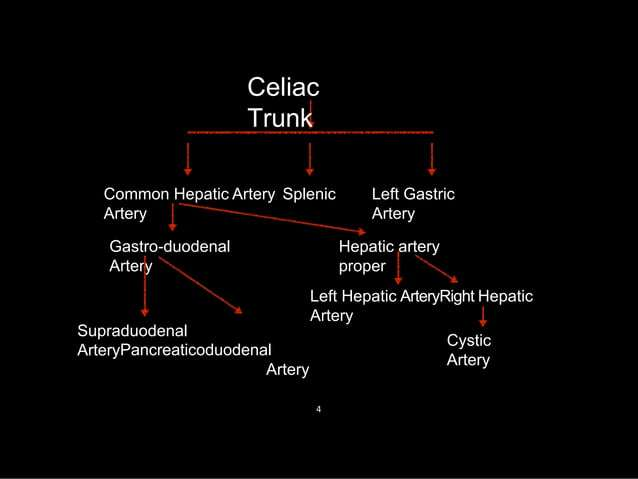 Celiac
Trunk
Common Hepatic Artery Splenic
Artery
Left Gastric
Artery
Gastro-duodenal
Artery
Hepatic artery
proper
Left Hepatic ArteryRight Hepatic
Artery
Supraduodenal
ArteryPancreaticoduodenal
Artery
Cystic
Artery
4